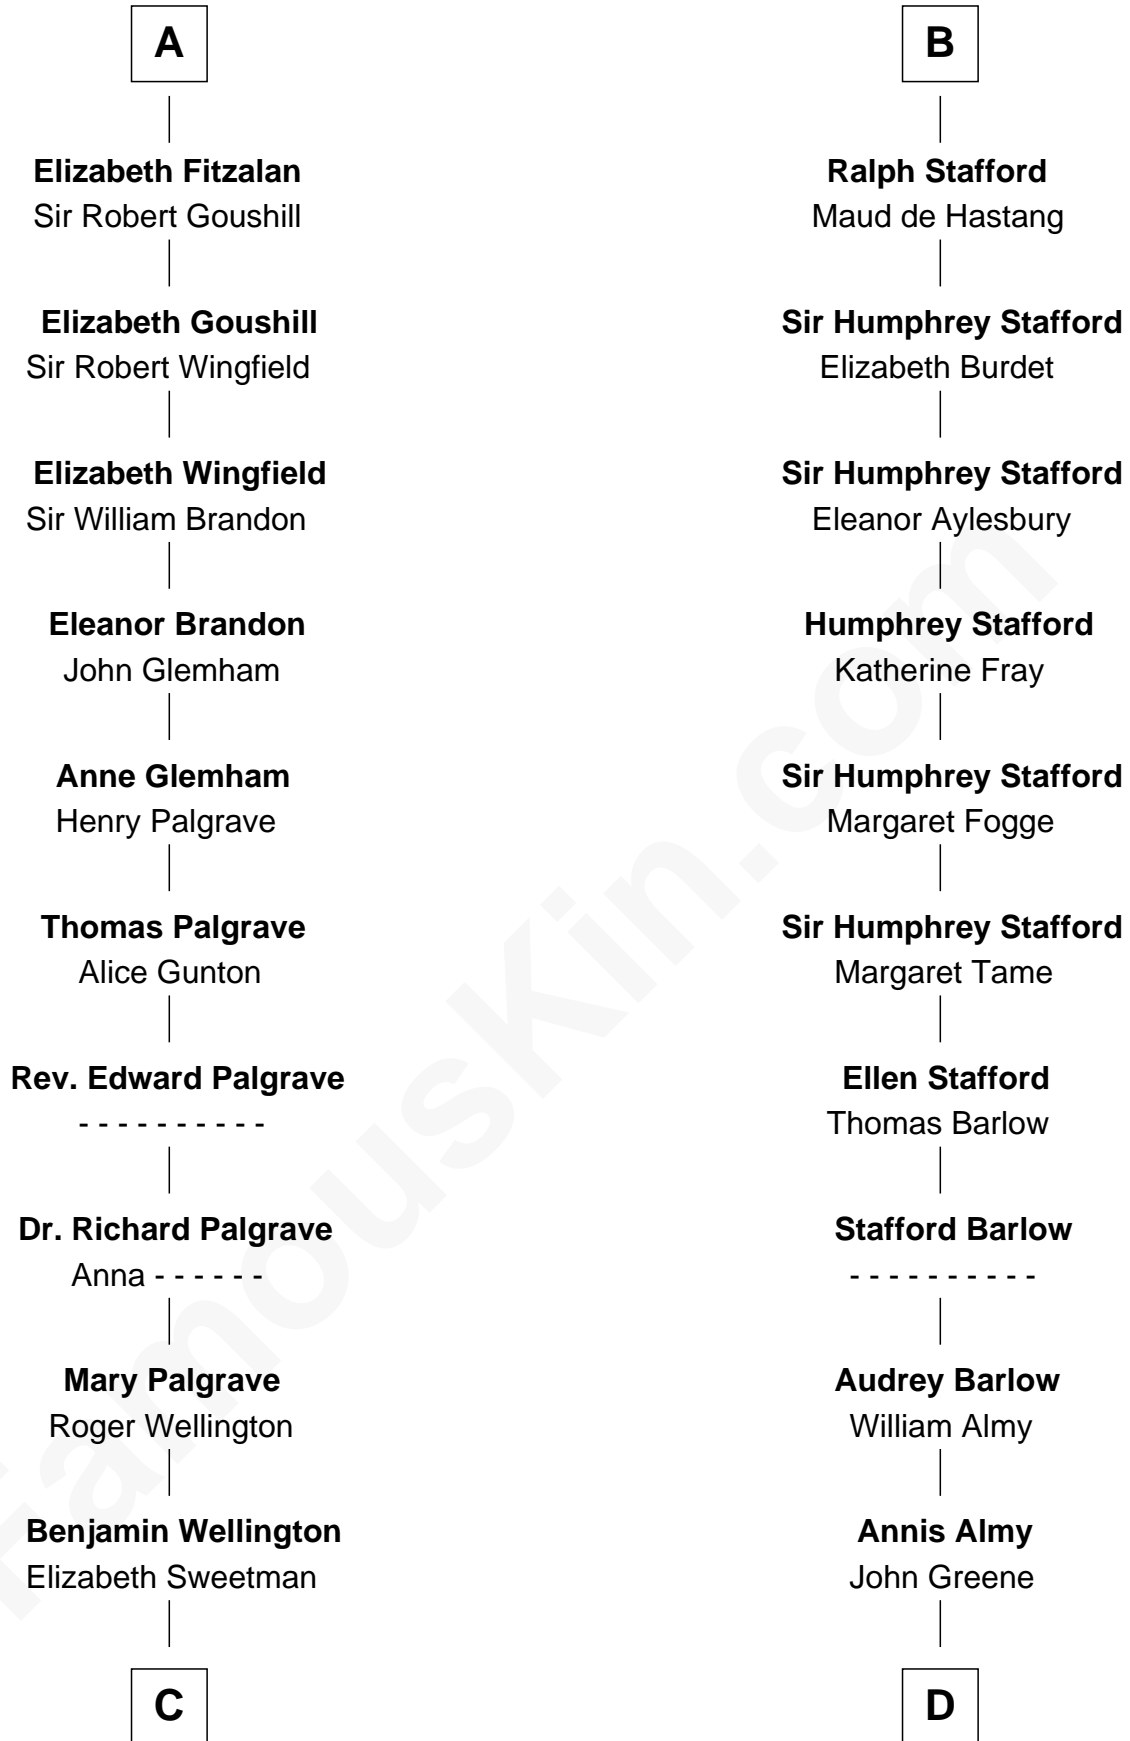 A
Elizabeth Fitzalan
Sir Robert Goushill
Elizabeth Goushill
Sir Robert Wingfield
Elizabeth Wingfield
Sir William Brandon
Eleanor Brandon
John Glemham
Anne Glemham
Henry Palgrave
Thomas Palgrave
Alice Gunton
Rev. Edward Palgrave
- - - - - - - - - -
Dr. Richard Palgrave
Anna - - - - - -
Mary Palgrave
Roger Wellington
Benjamin Wellington
Elizabeth Sweetman
C
B
Ralph Stafford
Maud de Hastang
Sir Humphrey Stafford
Elizabeth Burdet
Sir Humphrey Stafford
Eleanor Aylesbury
Humphrey Stafford
Katherine Fray
Sir Humphrey Stafford
Margaret Fogge
Sir Humphrey Stafford
Margaret Tame
Ellen Stafford
Thomas Barlow
Stafford Barlow
- - - - - - - - - -
Audrey Barlow
William Almy
Annis Almy
John Greene
D
FamousKin.com